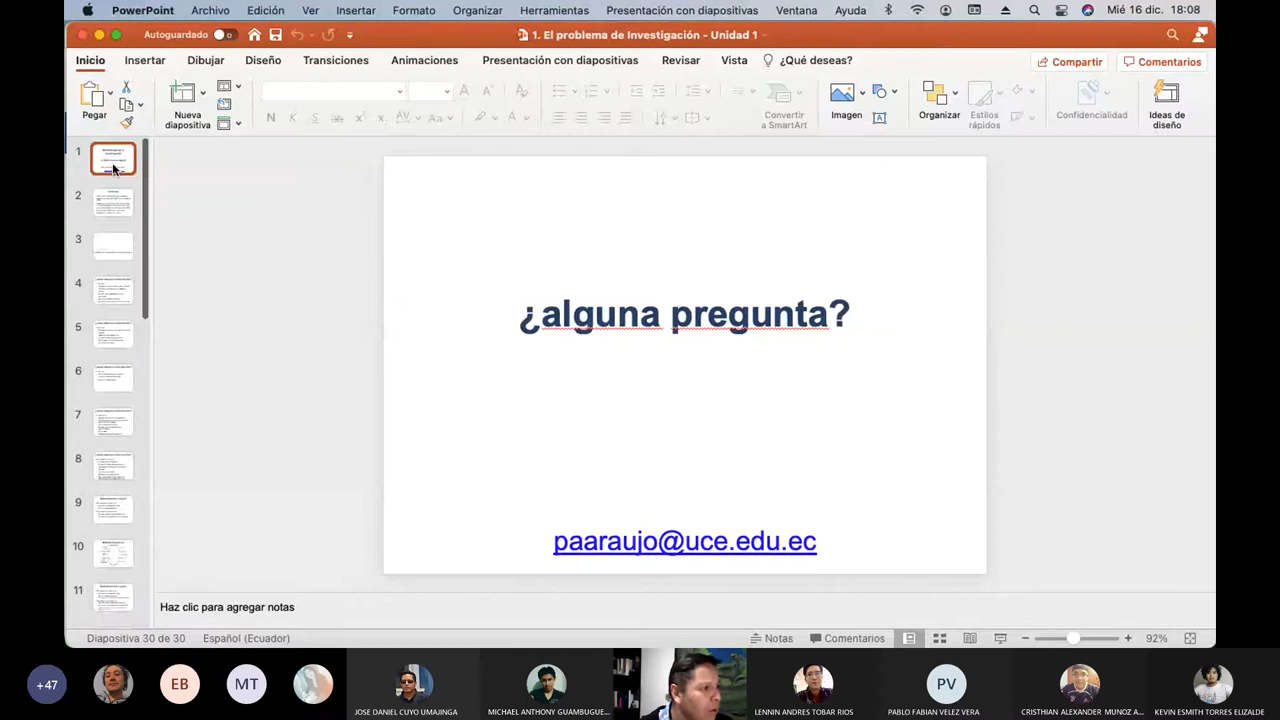 PowerPoint Archivo Edición Ver Insertar Formato Organizar Herramientas Presentación con diapositivas Ventana Ayuda Mié 16 dic. 18:08
Autoguardado 1. El problema de Investigación - Unidad 1
Inicio Insertar Dibujar Diseño Transiciones Animaciones Presentación con diapositivas Revisar Vista ¿Qué desea? Compartir Comentarios
Pegar
Nueva diapositiva
Convertir a SmartArt
Imagen
Organizar
Estilos rápidos
Confidencialidad
Ideas de diseño
1
2
3
4
5
6
7
8
9
10
11
¿alguna pregunta?
paaraujo@uce.edu.ec
Haz clic para agregar notas
Diapositiva 30 de 30 Español (Ecuador) Notas Comentarios 92%
+47 EB MT PV
JOSE DANIEL CUYO UMAJINGA MICHAEL ANTHONY GUAMBUGUE... LENNIN ANDRES TOBAR RIOS PABLO FABIAN VELEZ VERA CRISTHIAN ALEXANDER MUÑOZ A... KEVIN ESMITH TORRES ELIZALDE